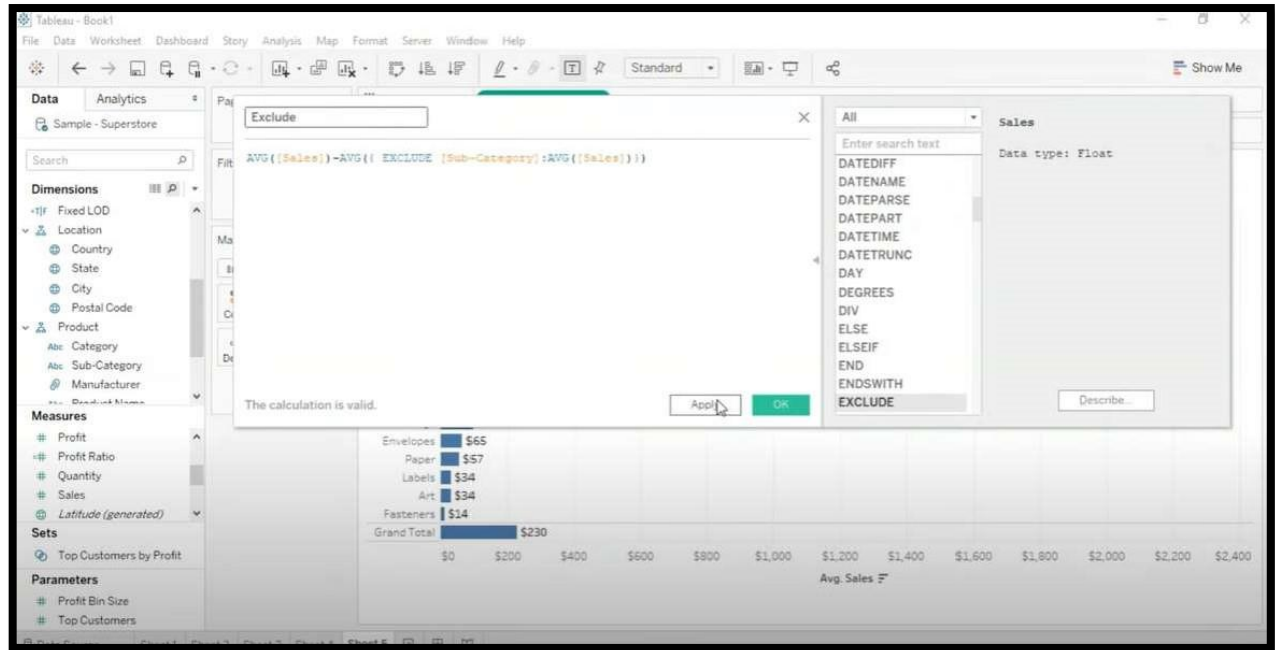 Tableau - Book1
File Data Worksheet Dashboard Story Analysis Map Format Server Window Help
Standard
Show Me
Data Analytics
Sample - Superstore
Search
Dimensions
Fixed LOD
Location
Country
State
City
Postal Code
Product
Abc Category
Abc Sub-Category
Manufacturer
Abc Product Name
Measures
# Profit
=# Profit Ratio
# Quantity
# Sales
Latitude (generated)
Sets
Top Customers by Profit
Parameters
# Profit Bin Size
# Top Customers
Exclude
AVG([Sales])-AVG({ EXCLUDE [Sub-Category]:AVG([Sales])})
The calculation is valid.
Apply
OK
All
Enter search text
DATEDIFF
DATENAME
DATEPARSE
DATEPART
DATETIME
DATETRUNC
DAY
DEGREES
DIV
ELSE
ELSEIF
END
ENDSWITH
EXCLUDE
Sales
Data type: Float
Describe...
Envelopes $65
Paper $57
Labels $34
Art $34
Fasteners $14
Grand Total $230
$0 $200 $400 $600 $800 $1,000 $1,200 $1,400 $1,600 $1,800 $2,000 $2,200 $2,400
Avg. Sales
Sheet 5